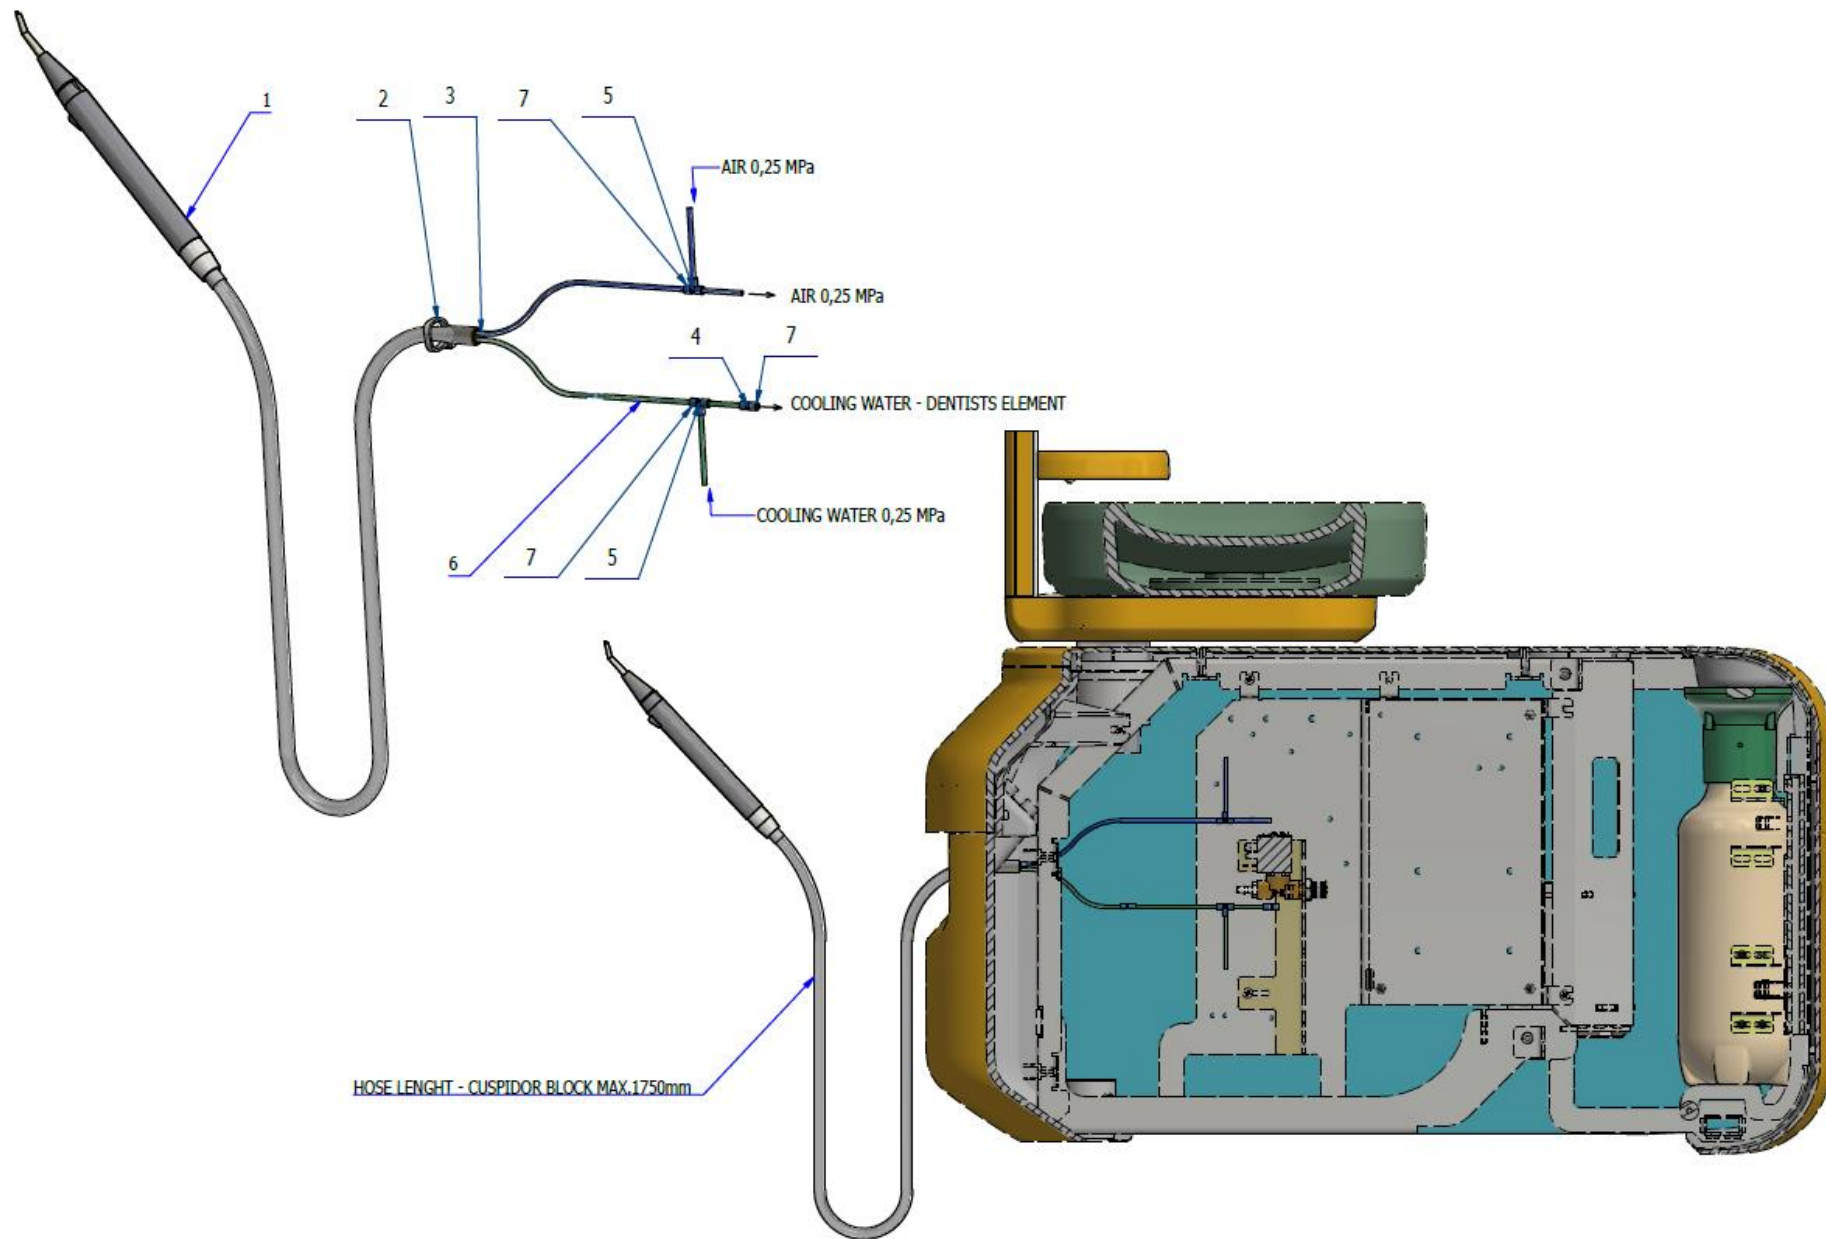 1
2
3
7
5
AIR 0,25 MPa
AIR 0,25 MPa
4
7
COOLING WATER - DENTISTS ELEMENT
COOLING WATER 0,25 MPa
6
7
5
HOSE LENGHT - CUSPIDOR BLOCK MAX.1750mm